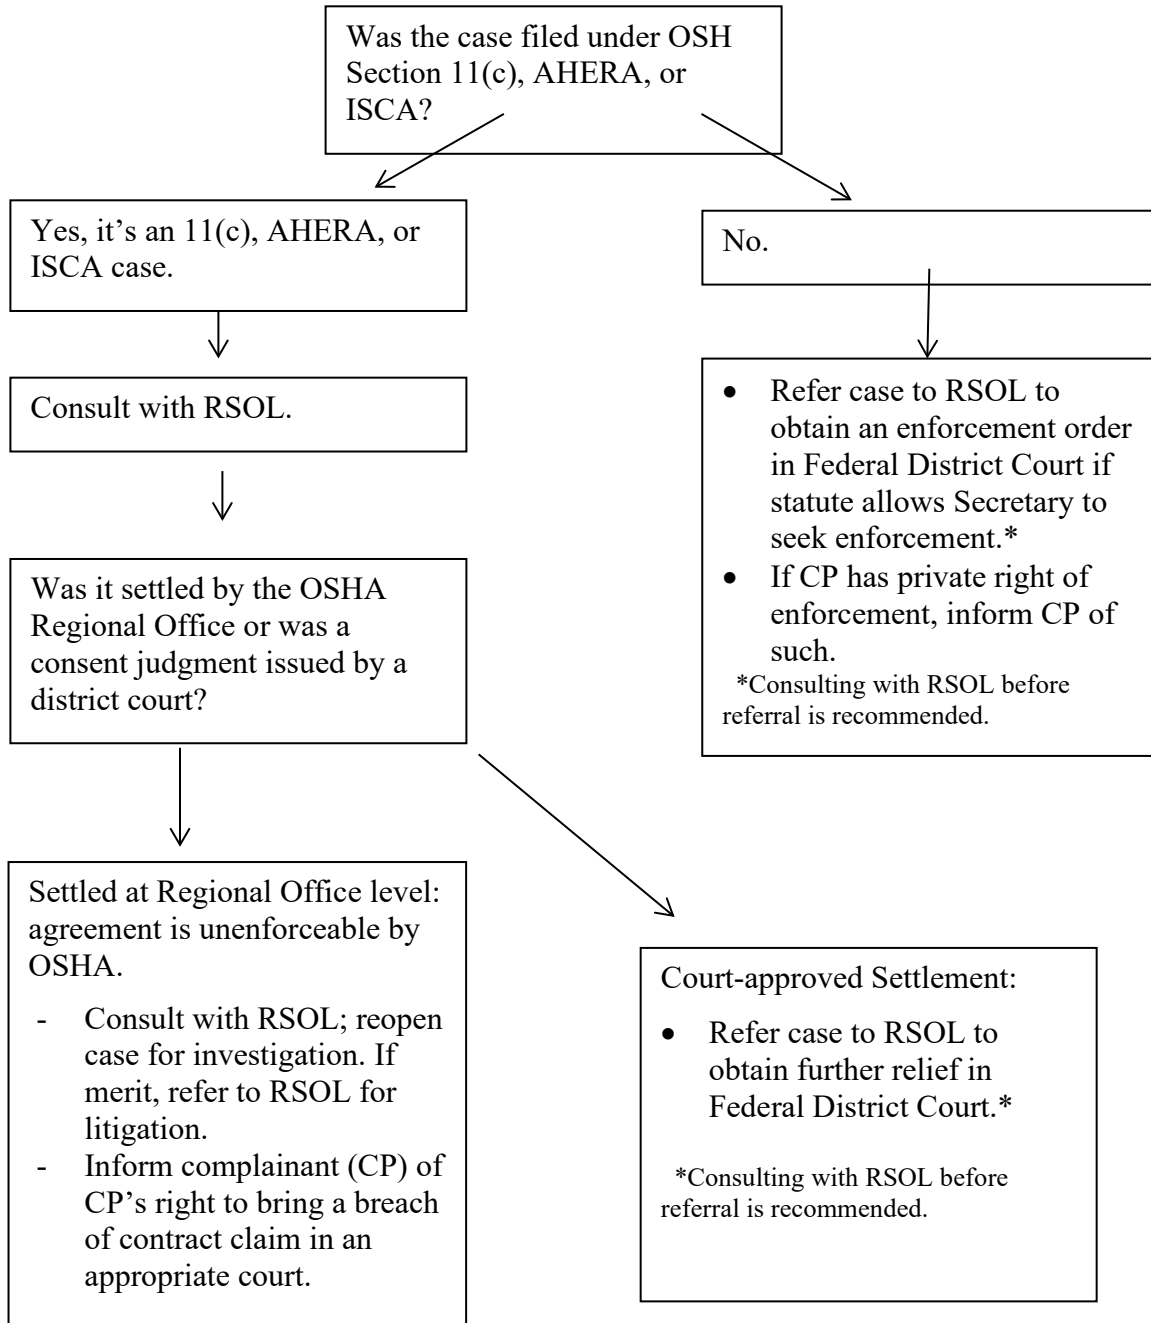 Was the case filed under OSH
Section 11(c), AHERA, or
ISCA?
Yes, it’s an 11(c), AHERA, or
ISCA case.
No.
Consult with RSOL.
• Refer case to RSOL to
obtain an enforcement order
in Federal District Court if
statute allows Secretary to
seek enforcement.*
• If CP has private right of
enforcement, inform CP of
such.
*Consulting with RSOL before
referral is recommended.
Was it settled by the OSHA
Regional Office or was a
consent judgment issued by a
district court?
Settled at Regional Office level:
agreement is unenforceable by
OSHA.
- Consult with RSOL; reopen
case for investigation. If
merit, refer to RSOL for
litigation.
- Inform complainant (CP) of
CP’s right to bring a breach
of contract claim in an
appropriate court.
Court-approved Settlement:
• Refer case to RSOL to
obtain further relief in
Federal District Court.*
*Consulting with RSOL before
referral is recommended.